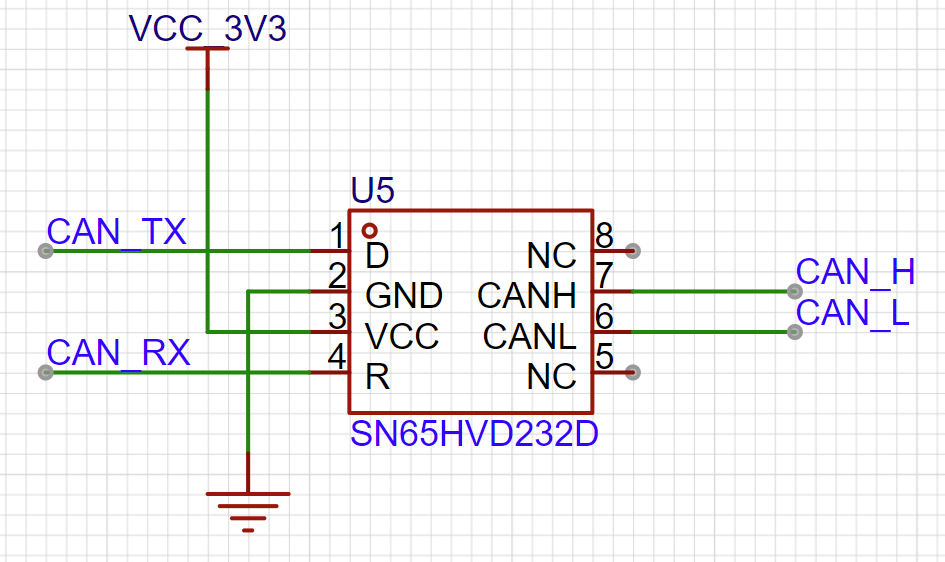 VCC_3V3
U5
CAN_TX
1
D
NC
8
2
GND
CANH
7
CAN_H
3
VCC
CANL
6
CAN_L
CAN_RX
4
R
NC
5
SN65HVD232D